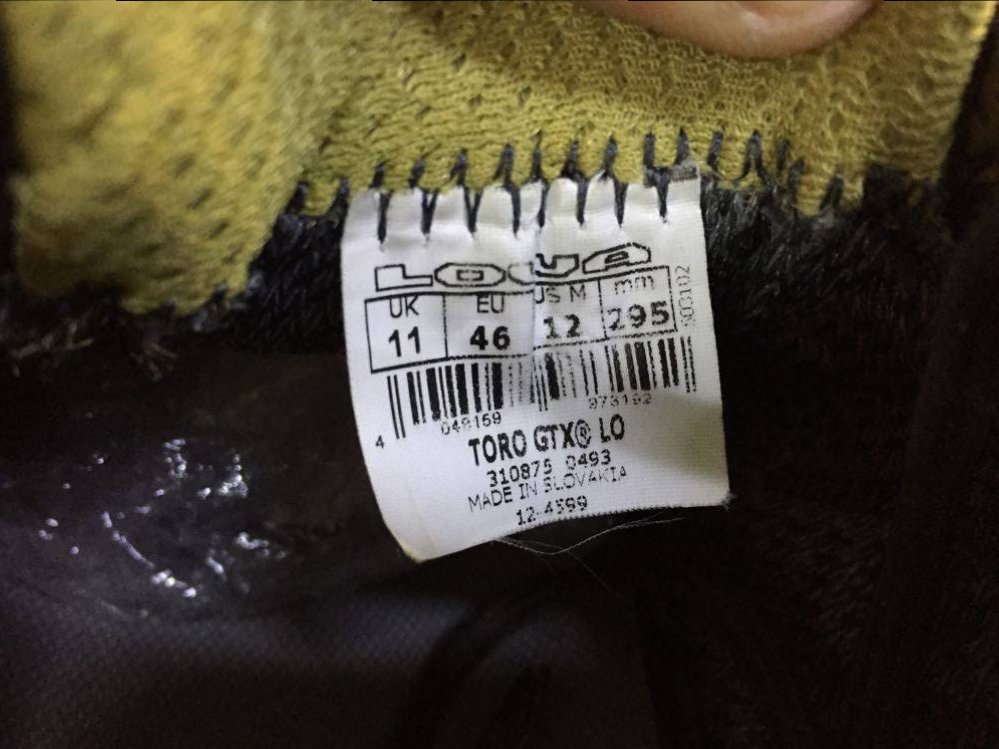 LOWA
UK EU US M mm
11 46 12 295
4 048159 973192
TORO GTX® LO
310875 0493
MADE IN SLOVAKIA
12-4599